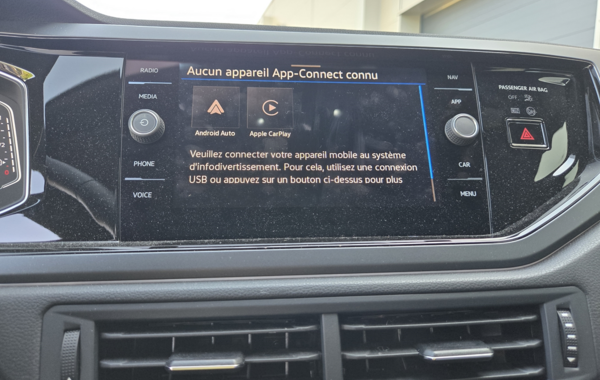 RADIO
Aucun appareil App-Connect connu
NAV
MEDIA
APP
PASSENGER AIR BAG
OFF
Android Auto
Apple CarPlay
PHONE
Veuillez connecter votre appareil mobile au système
d'infodivertissement. Pour cela, utilisez une connexion
USB ou appuyez sur un bouton ci-dessus pour plus
CAR
VOICE
MENU